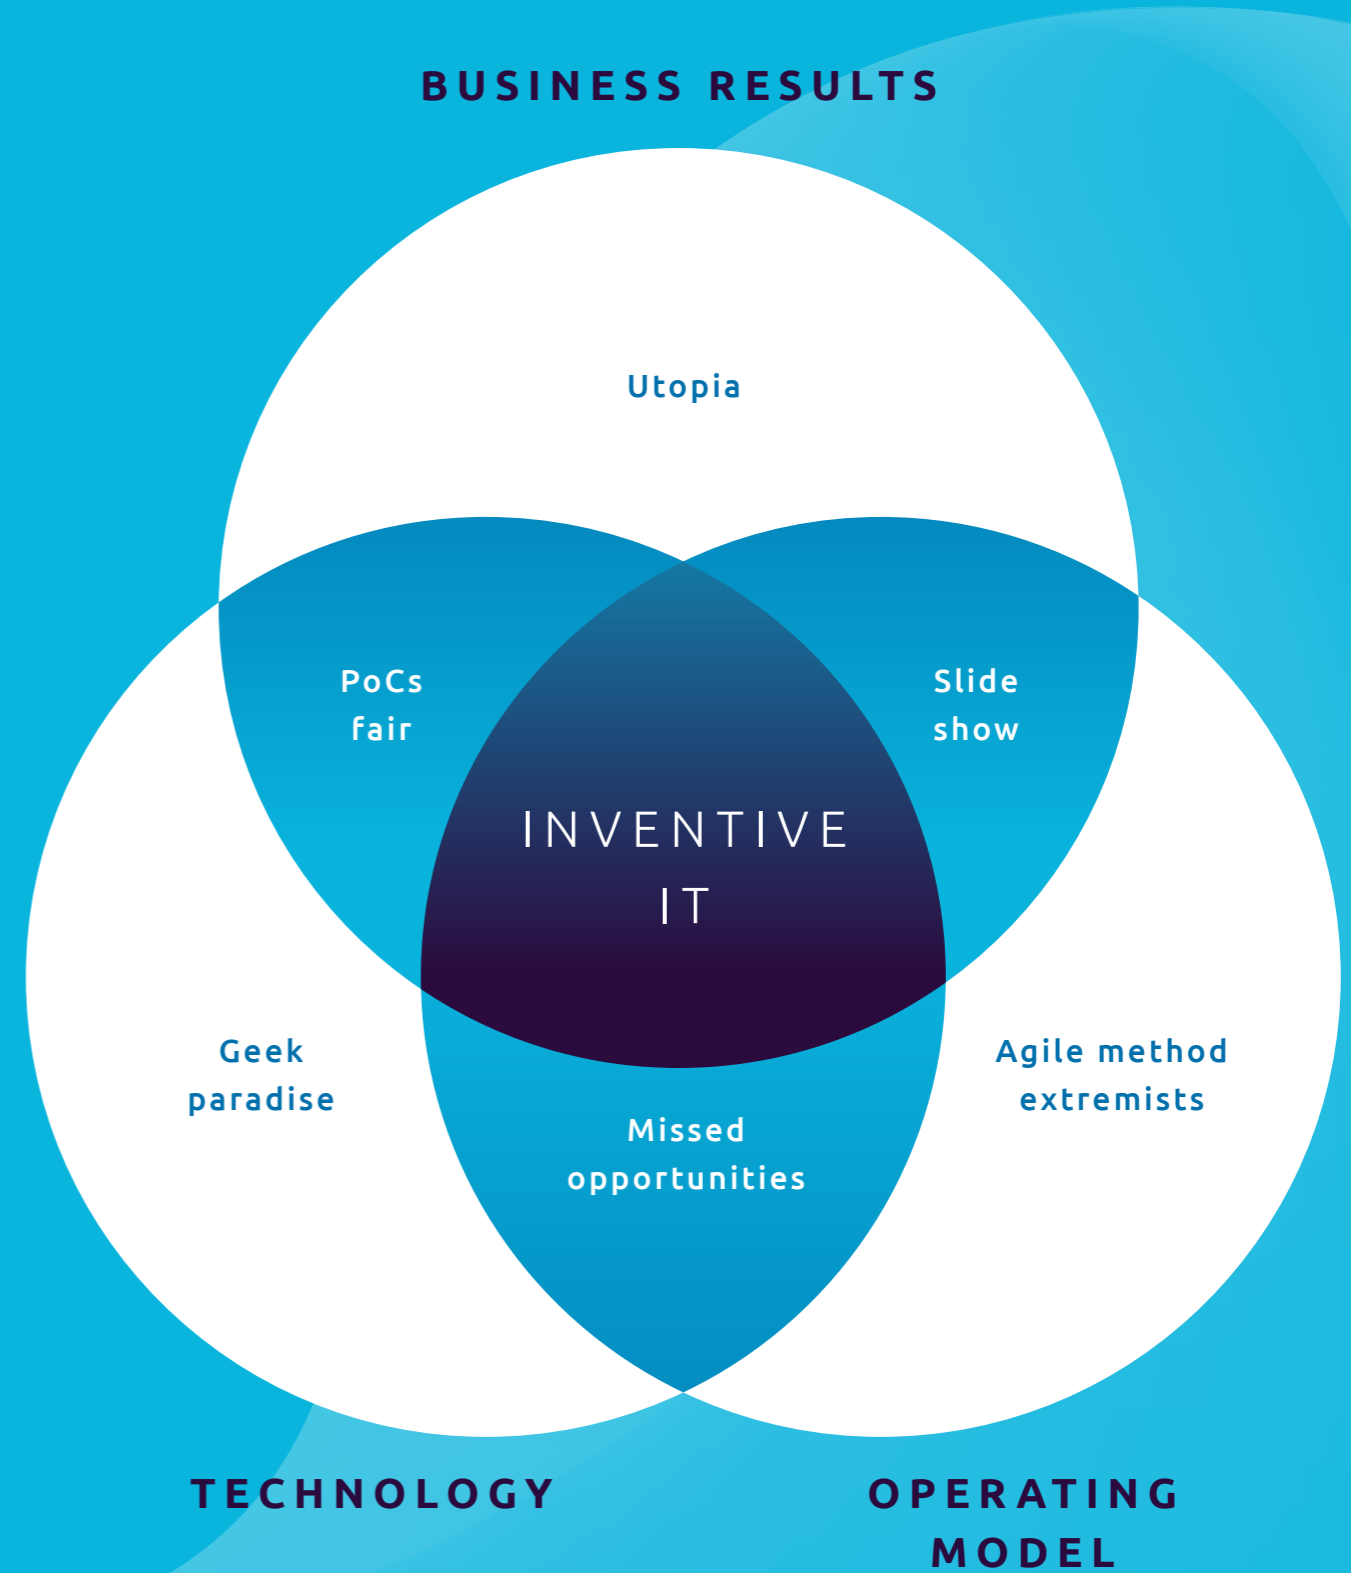 BUSINESS RESULTS
Utopia
PoCs
fair
Slide
show
INVENTIVE
IT
Geek
paradise
Agile method
extremists
Missed
opportunities
TECHNOLOGY
OPERATING
MODEL